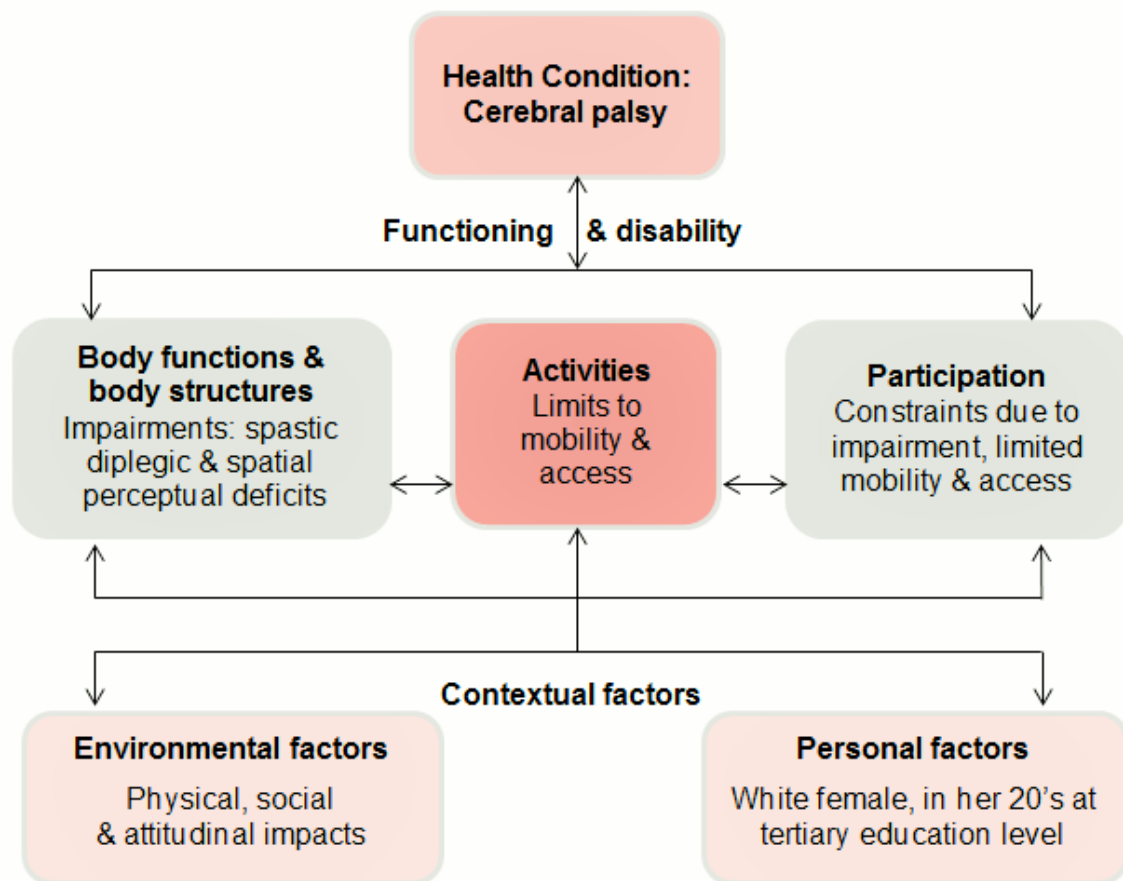 Health Condition:
Cerebral palsy
Functioning & disability
Body functions &
body structures
Impairments: spastic
diplegic & spatial
perceptual deficits
Activities
Limits to
mobility &
access
Participation
Constraints due to
impairment, limited
mobility & access
Contextual factors
Environmental factors
Physical, social
& attitudinal impacts
Personal factors
White female, in her 20's at
tertiary education level